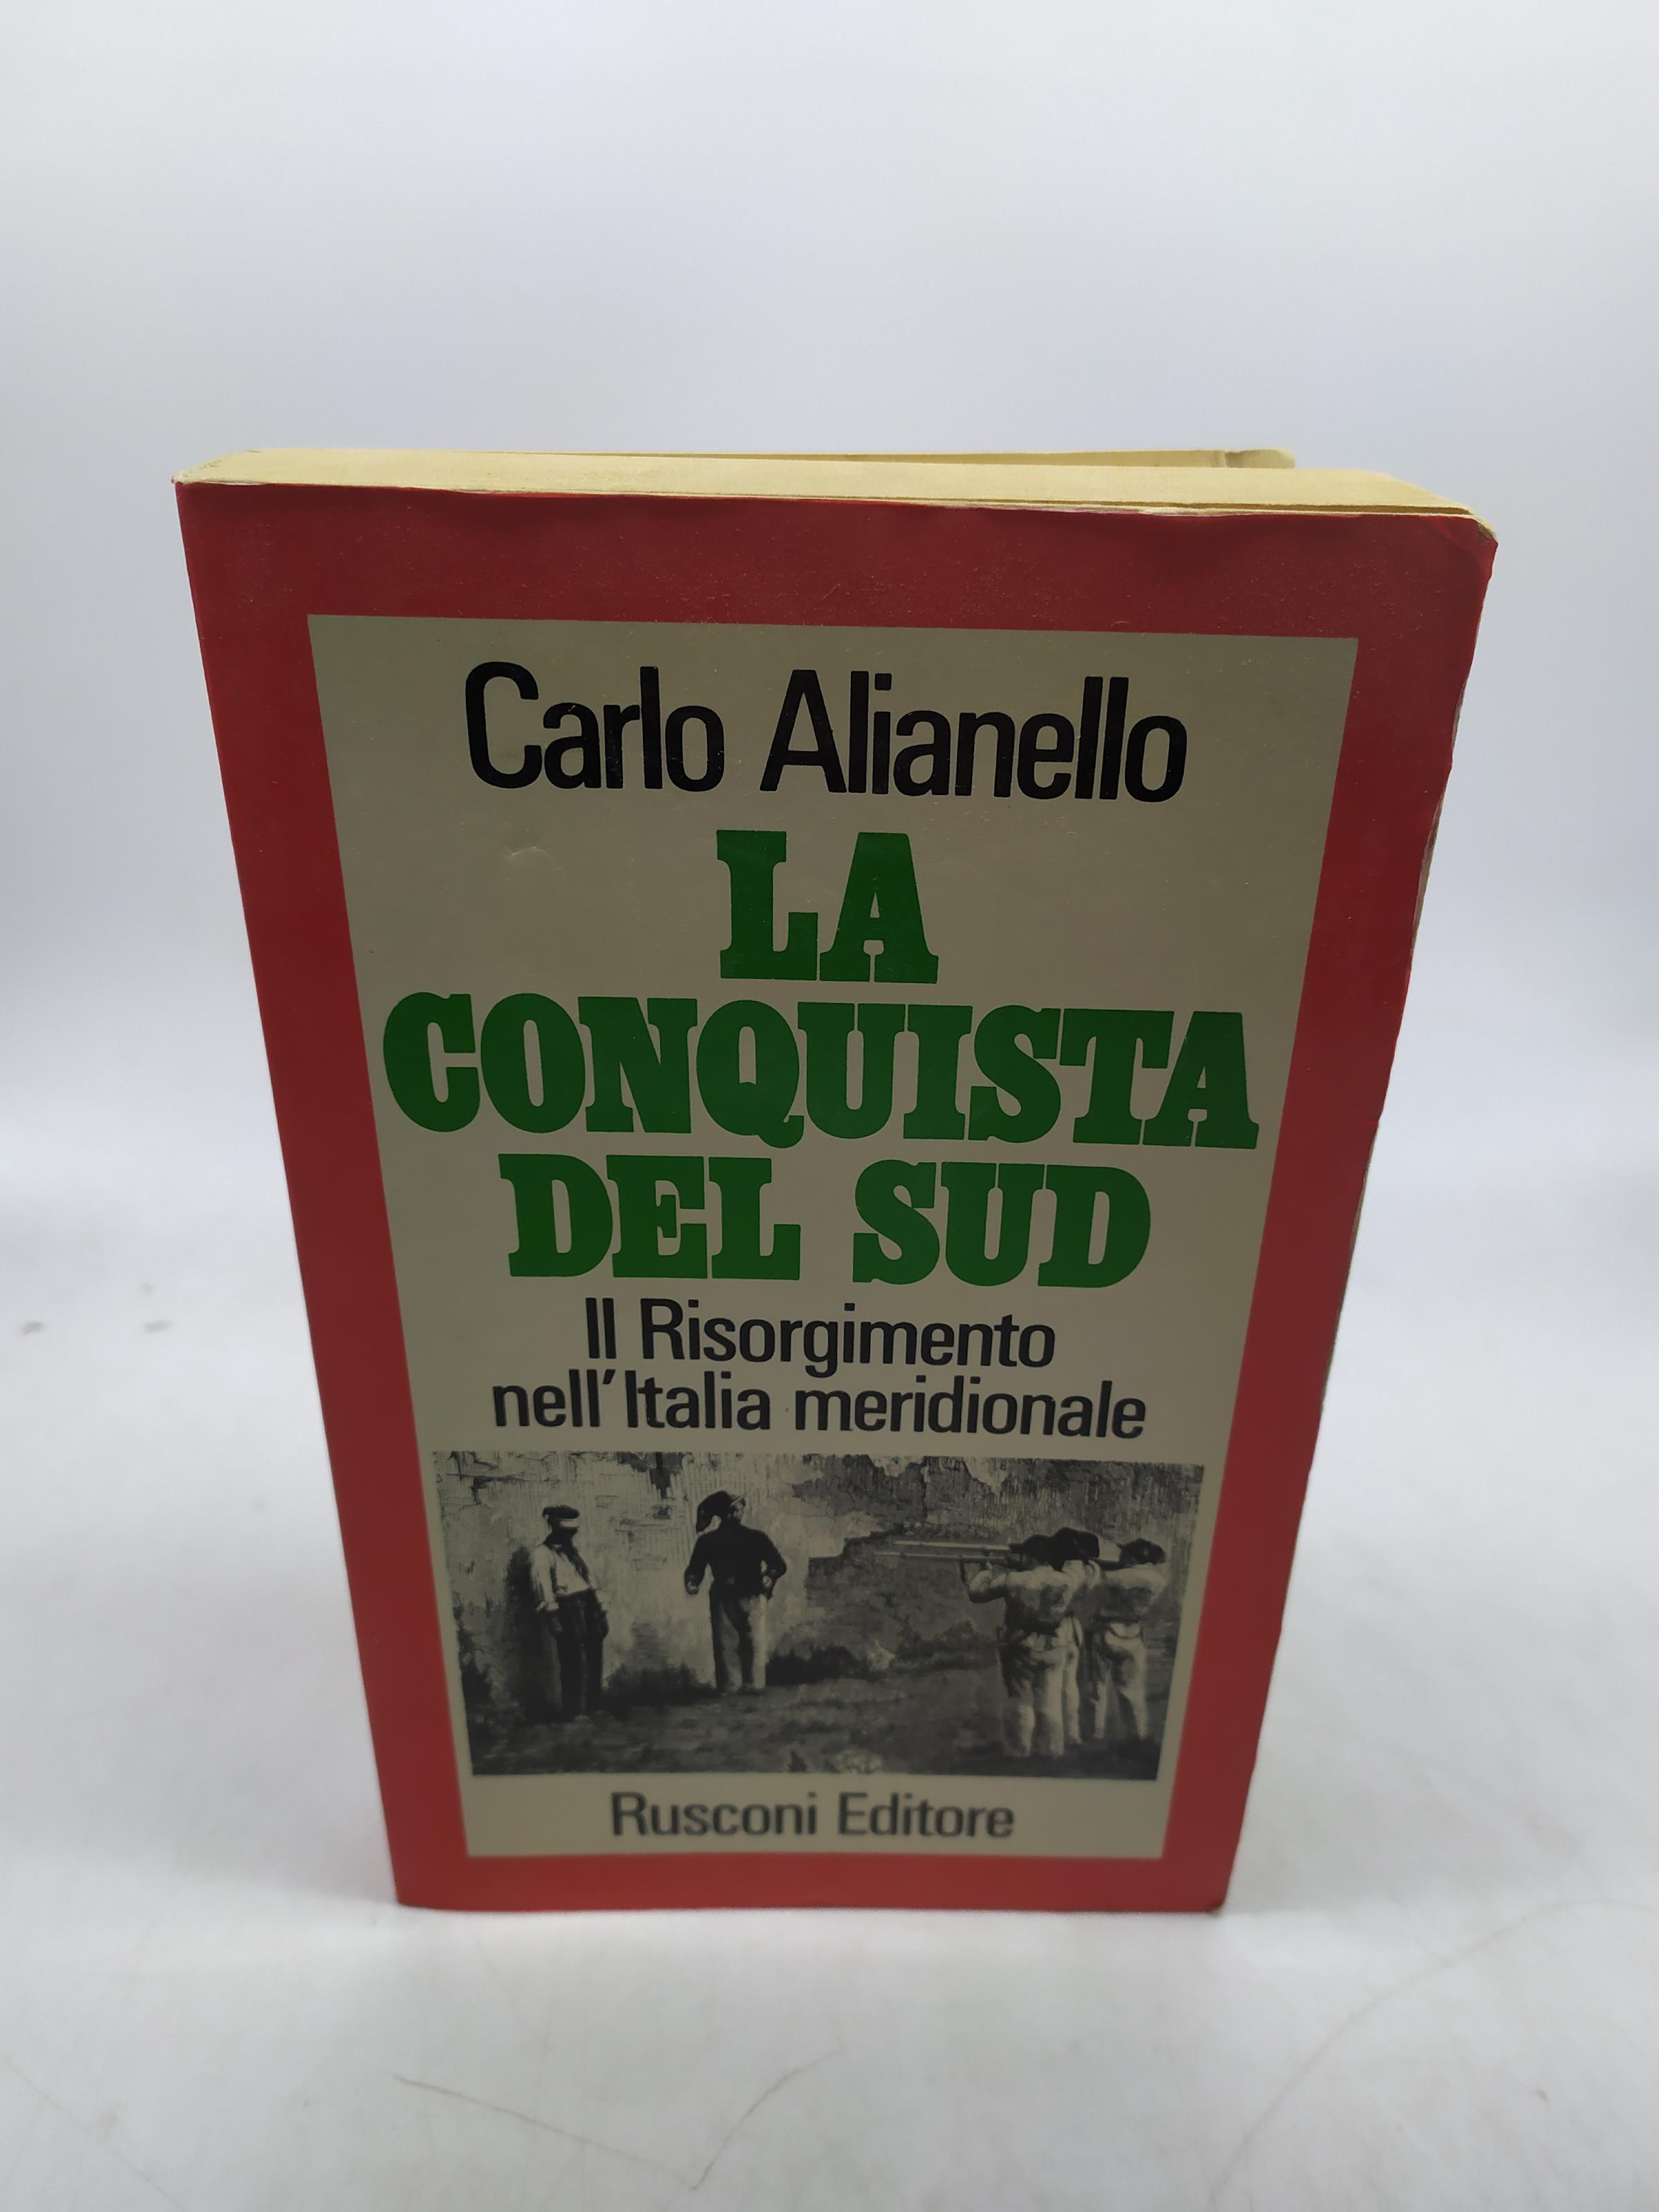 Carlo Alianello
LA
CONQUISTA
DEL SUD
Il Risorgimento
nell'Italia meridionale
Rusconi Editore